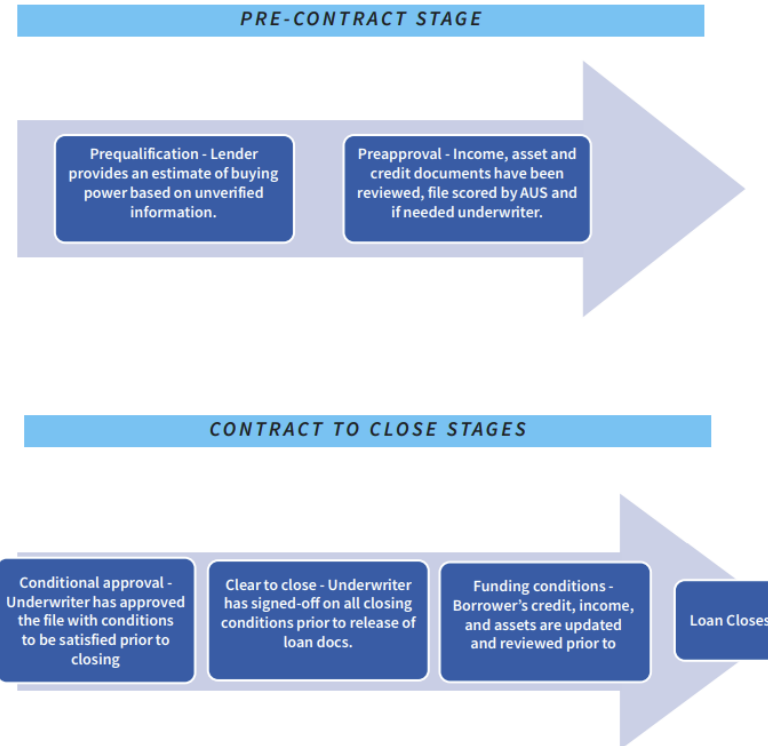 PRE-CONTRACT STAGE
Prequalification - Lender
provides an estimate of buying
power based on unverified
information.
Preapproval - Income, asset and
credit documents have been
reviewed, file scored by AUS and
if needed underwriter.
CONTRACT TO CLOSE STAGES
Conditional approval -
Underwriter has approved
the file with conditions
to be satisfied prior to
closing
Clear to close - Underwriter
has signed-off on all closing
conditions prior to release of
loan docs.
Funding conditions -
Borrower's credit, income,
and assets are updated
and reviewed prior to
Loan Closes